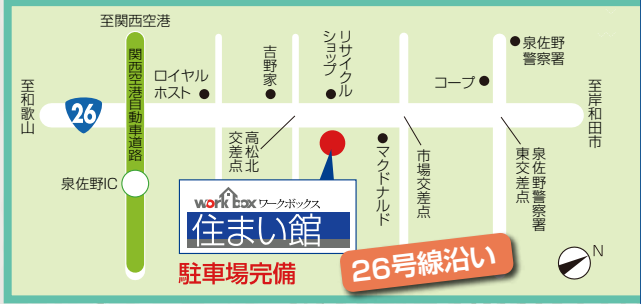 至関西空港
関西空港自動車道路
至和歌山
26
ロイヤル
ホスト
吉野家
リサイクル
ショップ
コープ
泉佐野
警察署
至岸和田市
高松北
交差点
マクドナルド
市場交差点
泉佐野警察署
東交差点
泉佐野IC
work box ワークボックス
住まい館
駐車場完備
26号線沿い
N